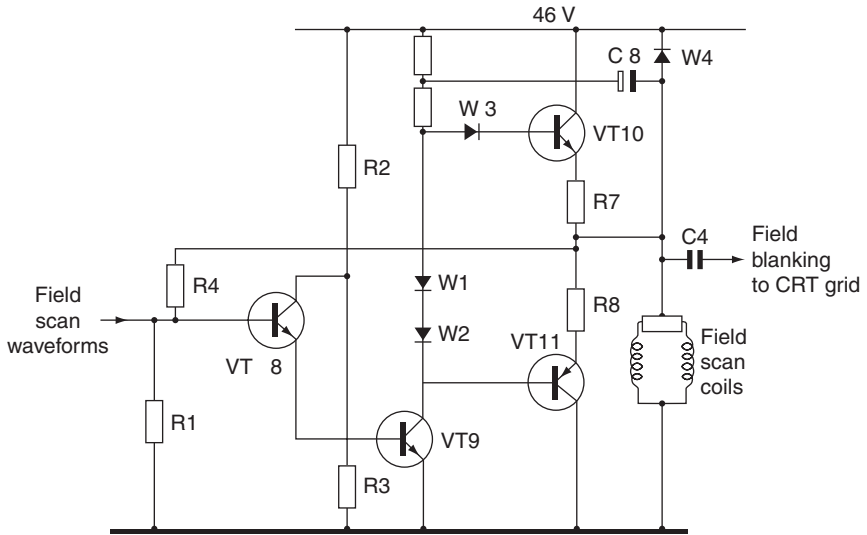 46 V
C 8
W4
W 3
VT10
R2
R7
C4
Field
blanking
to CRT grid
R4
W1
R8
Field
scan
waveforms
W2
VT11
Field
scan
coils
VT 8
R1
VT9
R3